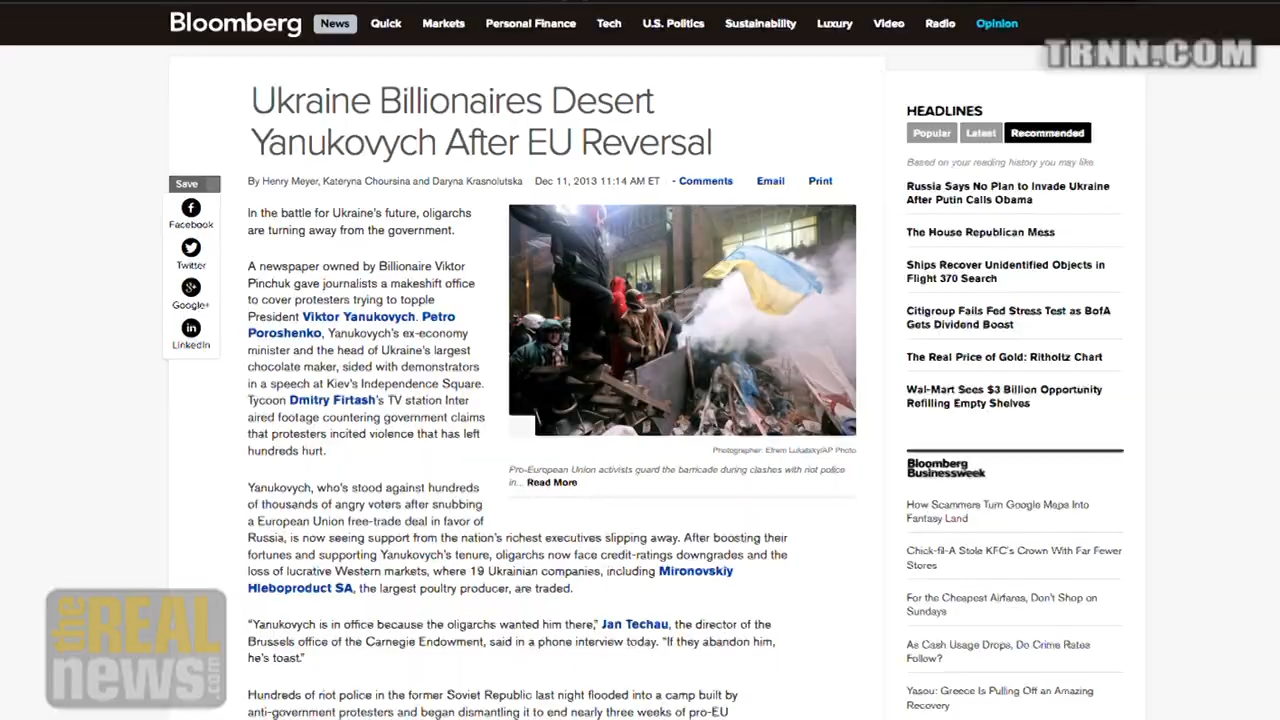 Bloomberg
News
Quick
Markets
Personal Finance
Tech
U.S. Politics
Sustainability
Luxury
Video
Radio
Opinion
TRNN.COM
Ukraine Billionaires Desert
Yanukovych After EU Reversal
By Henry Meyer, Kateryna Choursina and Daryna Krasnolutska
Dec 11, 2013 11:14 AM ET
- Comments
Email
Print
Save
Facebook
Twitter
Google+
LinkedIn
In the battle for Ukraine's future, oligarchs
are turning away from the government.
A newspaper owned by Billionaire Viktor
Pinchuk gave journalists a makeshift office
to cover protesters trying to topple
President Viktor Yanukovych. Petro
Poroshenko, Yanukovych's ex-economy
minister and the head of Ukraine's largest
chocolate maker, sided with demonstrators
in a speech at Kiev's Independence Square.
Tycoon Dmitry Firtash's TV station Inter
aired footage countering government claims
that protesters incited violence that has left
hundreds hurt.
Photographer: Efrem Lukatsky/AP Photo
Pro-European Union activists guard the barricade during clashes with riot police
in... Read More
Yanukovych, who's stood against hundreds
of thousands of angry voters after snubbing
a European Union free-trade deal in favor of
Russia, is now seeing support from the nation's richest executives slipping away. After boosting their
fortunes and supporting Yanukovych's tenure, oligarchs now face credit-ratings downgrades and the
loss of lucrative Western markets, where 19 Ukrainian companies, including Mironovskiy
Hleboproduct SA, the largest poultry producer, are traded.
"Yanukovych is in office because the oligarchs wanted him there," Jan Techau, the director of the
Brussels office of the Carnegie Endowment, said in a phone interview today. "If they abandon him,
he's toast."
Hundreds of riot police in the former Soviet Republic last night flooded into a camp built by
anti-government protesters and began dismantling it to end nearly three weeks of pro-EU
HEADLINES
Popular
Latest
Recommended
Based on your reading history you may like
Russia Says No Plan to Invade Ukraine
After Putin Calls Obama
The House Republican Mess
Ships Recover Unidentified Objects in
Flight 370 Search
Citigroup Fails Fed Stress Test as BofA
Gets Dividend Boost
The Real Price of Gold: Ritholtz Chart
Wal-Mart Sees $3 Billion Opportunity
Refilling Empty Shelves
Bloomberg
Businessweek
How Scammers Turn Google Maps Into
Fantasy Land
Chick-fil-A Stole KFC's Crown With Far Fewer
Stores
For the Cheapest Airfares, Don't Shop on
Sundays
As Cash Usage Drops, Do Crime Rates
Follow?
Yasou: Greece Is Pulling Off an Amazing
Recovery
the REAL
news.com